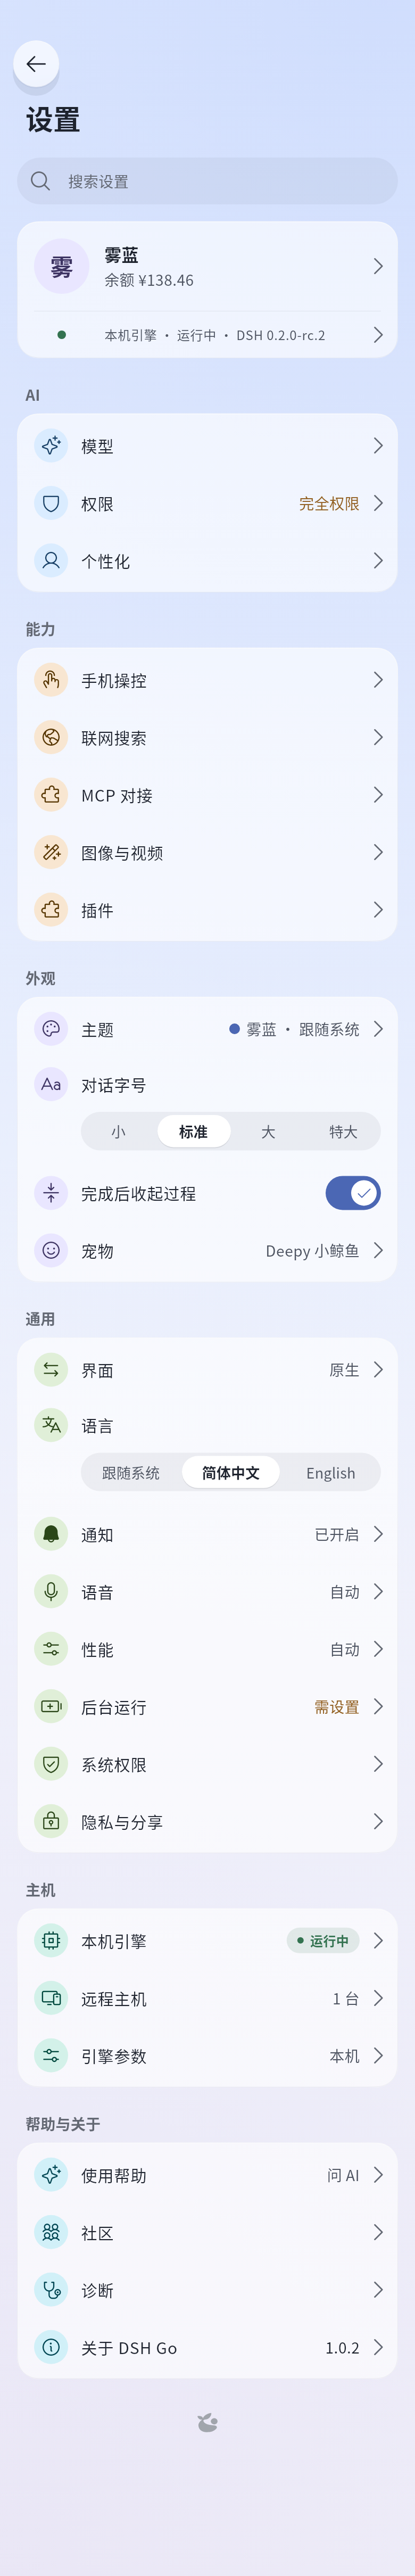 设置
搜索设置
雾
雾蓝
余额 ¥138.46
本机引擎 · 运行中 · DSH 0.2.0-rc.2
AI
模型
权限 完全权限
个性化
能力
手机操控
联网搜索
MCP 对接
图像与视频
插件
外观
主题 雾蓝 · 跟随系统
Aa 对话字号
小 标准 大 特大
完成后收起过程
宠物 Deepy 小鲸鱼
通用
界面 原生
语言
跟随系统 简体中文 English
通知 已开启
语音 自动
性能 自动
后台运行 需设置
系统权限
隐私与分享
主机
本机引擎 运行中
远程主机 1 台
引擎参数 本机
帮助与关于
使用帮助 问 AI
社区
诊断
关于 DSH Go 1.0.2